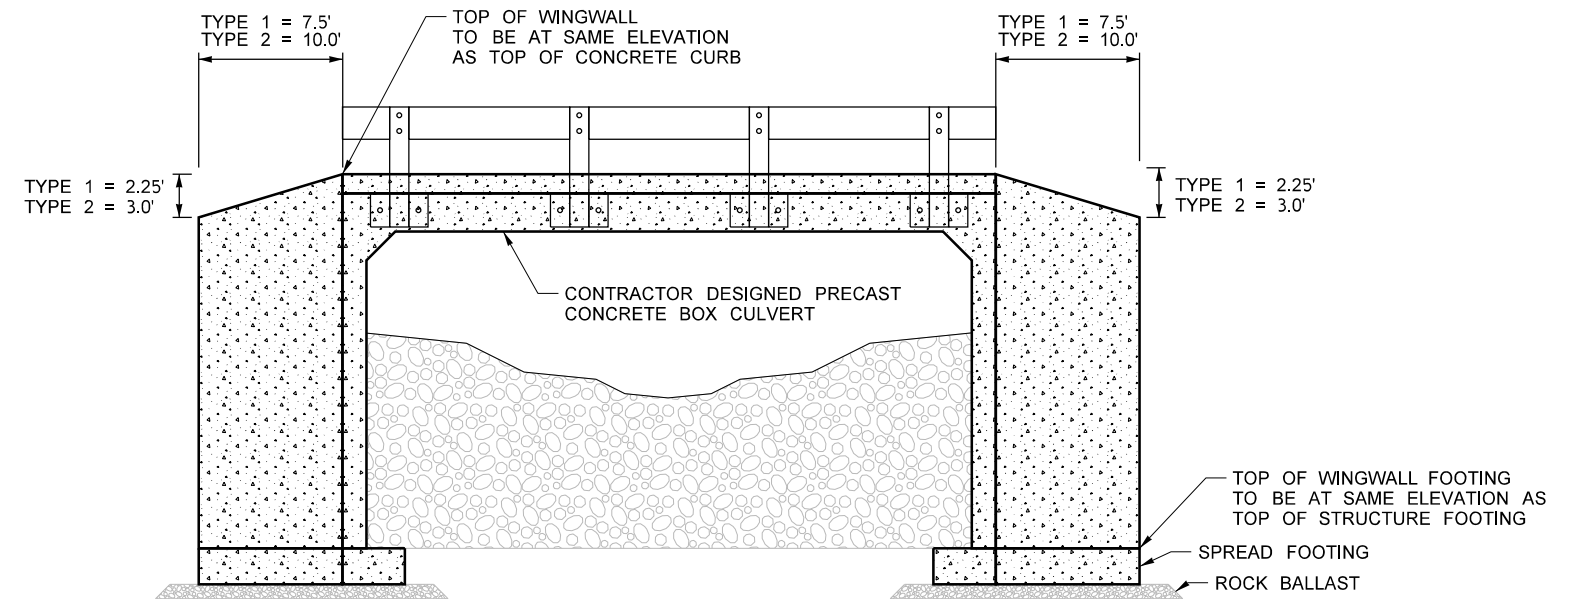 TYPE 1 = 7.5'
TYPE 2 = 10.0'
TOP OF WINGWALL
TO BE AT SAME ELEVATION
AS TOP OF CONCRETE CURB
TYPE 1 = 7.5'
TYPE 2 = 10.0'
TYPE 1 = 2.25'
TYPE 2 = 3.0'
TYPE 1 = 2.25'
TYPE 2 = 3.0'
CONTRACTOR DESIGNED PRECAST
CONCRETE BOX CULVERT
TOP OF WINGWALL FOOTING
TO BE AT SAME ELEVATION AS
TOP OF STRUCTURE FOOTING
SPREAD FOOTING
ROCK BALLAST